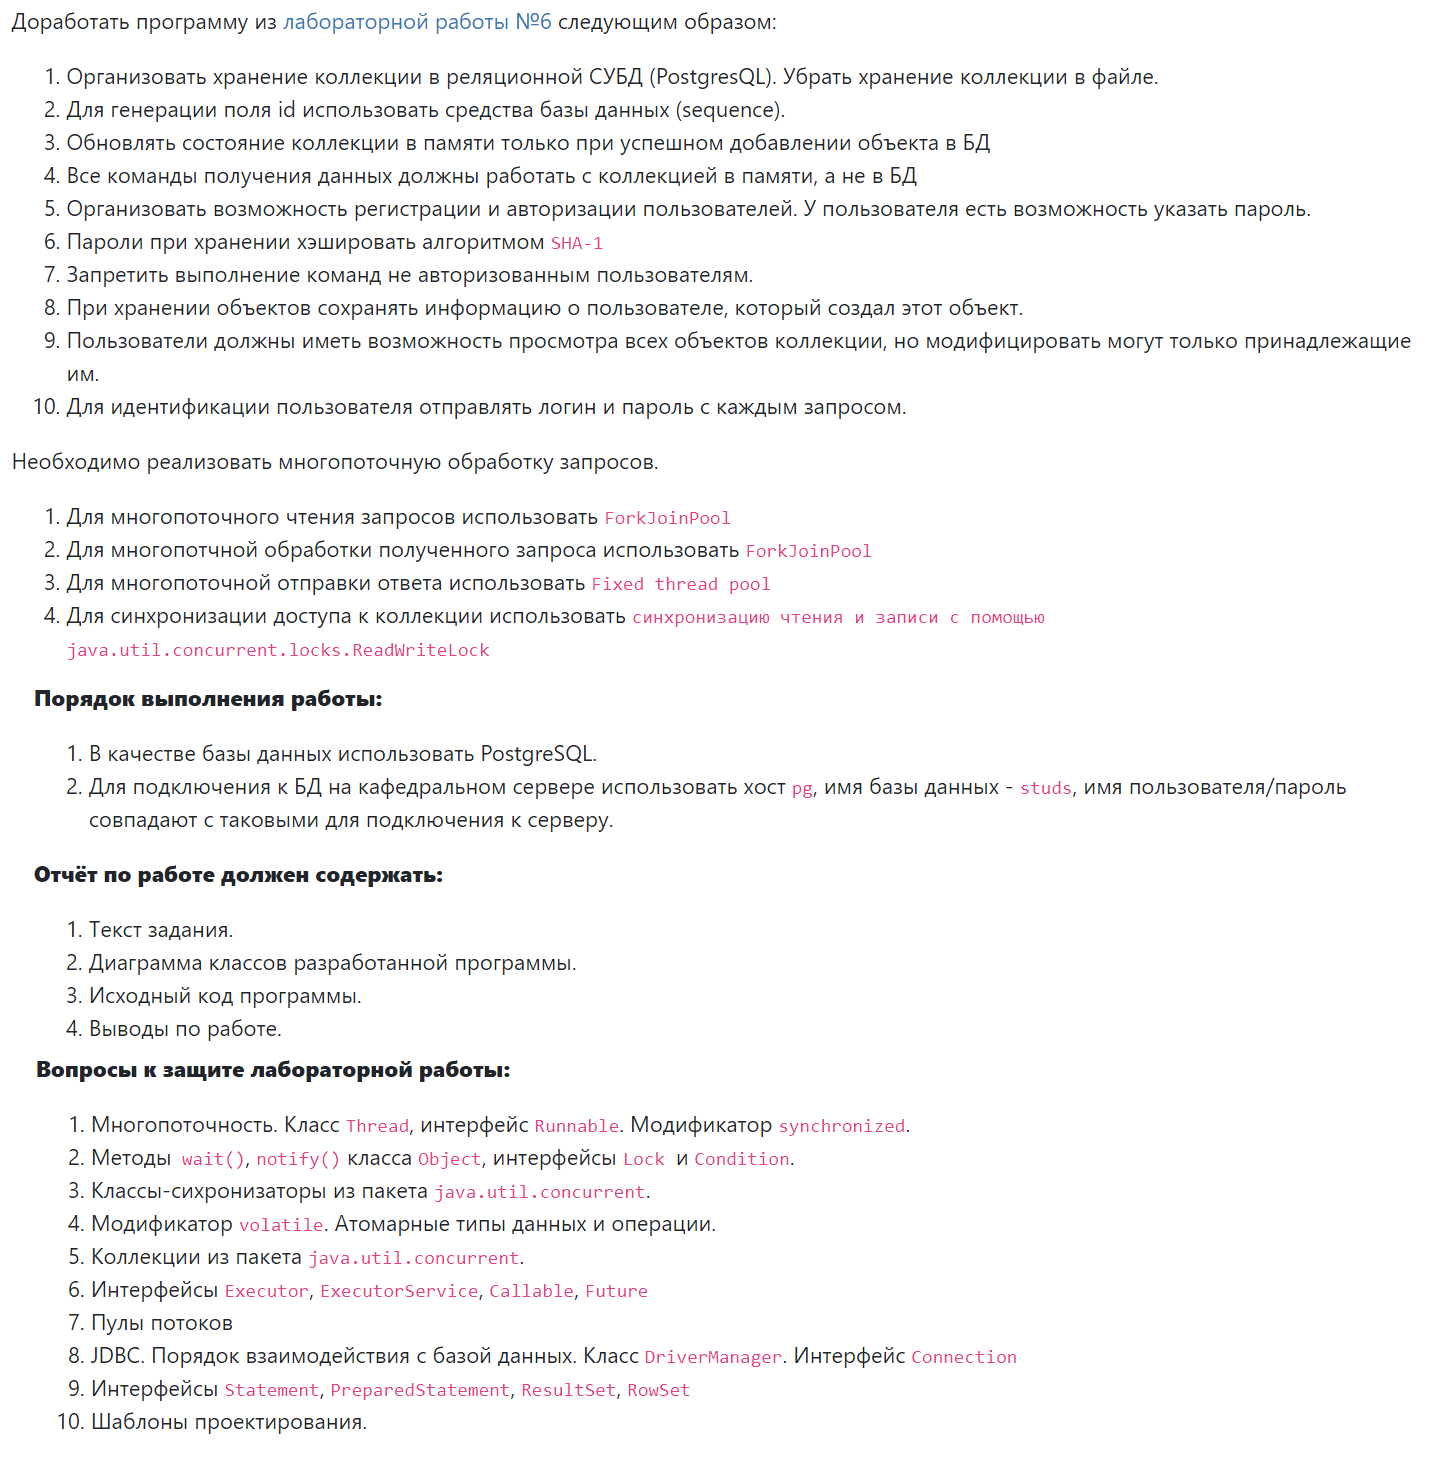 Доработать программу из лабораторной работы №6 следующим образом:
1. Организовать хранение коллекции в реляционной СУБД (PostgresQL). Убрать хранение коллекции в файле.
2. Для генерации поля id использовать средства базы данных (sequence).
3. Обновлять состояние коллекции в памяти только при успешном добавлении объекта в БД
4. Все команды получения данных должны работать с коллекцией в памяти, а не в БД
5. Организовать возможность регистрации и авторизации пользователей. У пользователя есть возможность указать пароль.
6. Пароли при хранении хэшировать алгоритмом SHA-1
7. Запретить выполнение команд не авторизованным пользователям.
8. При хранении объектов сохранять информацию о пользователе, который создал этот объект.
9. Пользователи должны иметь возможность просмотра всех объектов коллекции, но модифицировать могут только принадлежащие
им.
10. Для идентификации пользователя отправлять логин и пароль с каждым запросом.
Необходимо реализовать многопоточную обработку запросов.
1. Для многопоточного чтения запросов использовать ForkJoinPool
2. Для многопотчной обработки полученного запроса использовать ForkJoinPool
3. Для многопоточной отправки ответа использовать Fixed thread pool
4. Для синхронизации доступа к коллекции использовать синхронизацию чтения и записи с помощью
java.util.concurrent.locks.ReadWriteLock
Порядок выполнения работы:
1. В качестве базы данных использовать PostgreSQL.
2. Для подключения к БД на кафедральном сервере использовать хост pg, имя базы данных - studs, имя пользователя/пароль
совпадают с таковыми для подключения к серверу.
Отчёт по работе должен содержать:
1. Текст задания.
2. Диаграмма классов разработанной программы.
3. Исходный код программы.
4. Выводы по работе.
Вопросы к защите лабораторной работы:
1. Многопоточность. Класс Thread, интерфейс Runnable. Модификатор synchronized.
2. Методы wait(), notify() класса Object, интерфейсы Lock и Condition.
3. Классы-сихронизаторы из пакета java.util.concurrent.
4. Модификатор volatile. Атомарные типы данных и операции.
5. Коллекции из пакета java.util.concurrent.
6. Интерфейсы Executor, ExecutorService, Callable, Future
7. Пулы потоков
8. JDBC. Порядок взаимодействия с базой данных. Класс DriverManager. Интерфейс Connection
9. Интерфейсы Statement, PreparedStatement, ResultSet, RowSet
10. Шаблоны проектирования.